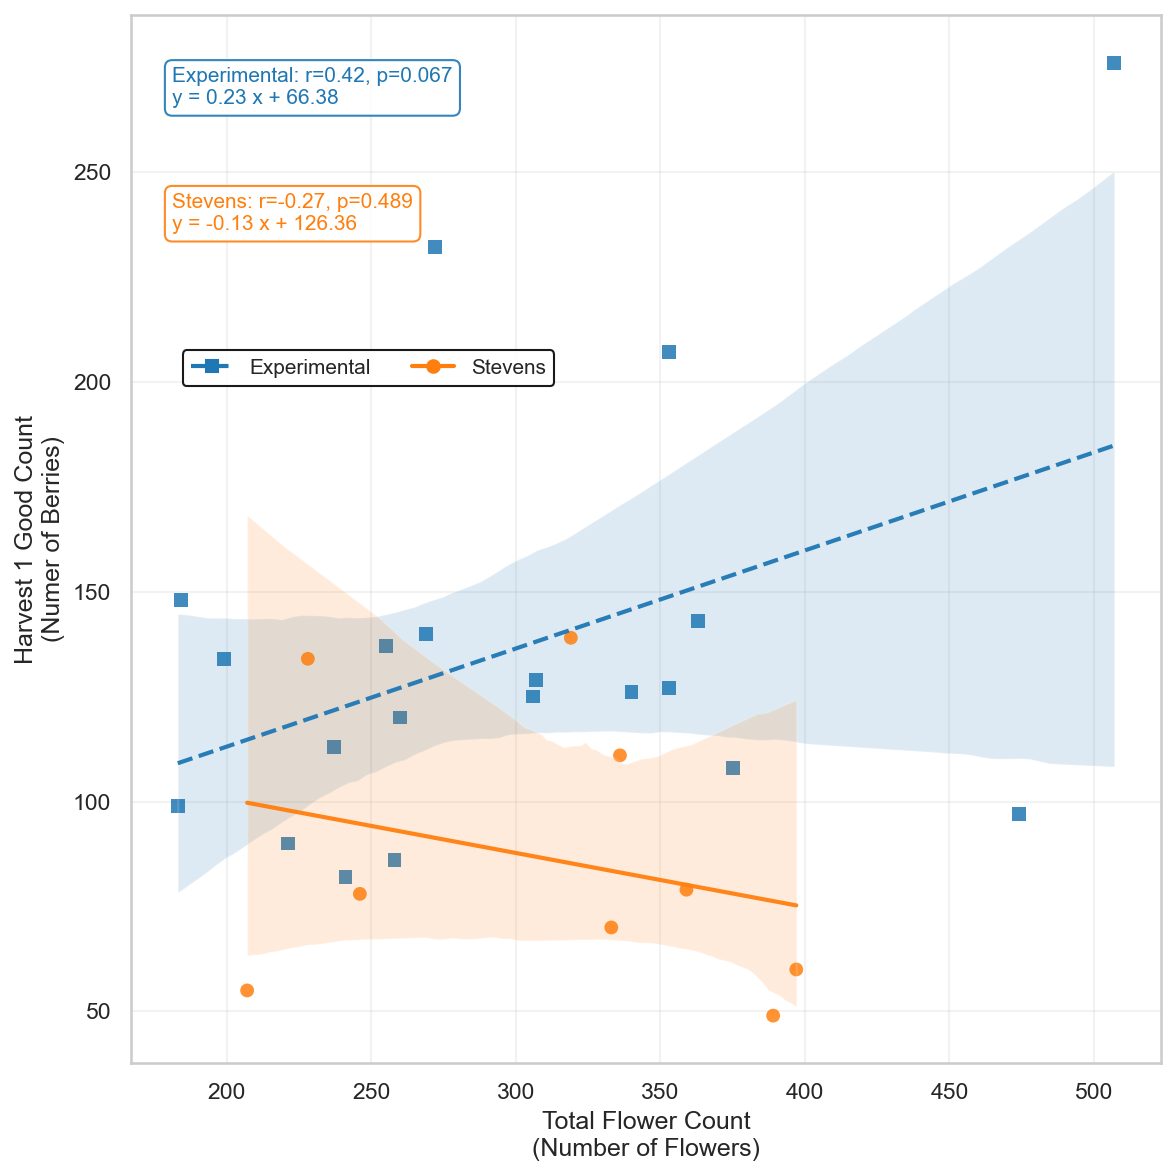 Experimental: r=0.42, p=0.067
y = 0.23 x + 66.38
Stevens: r=-0.27, p=0.489
y = -0.13 x + 126.36
Experimental
Stevens
Harvest 1 Good Count
(Numer of Berries)
250
200
150
100
50
200 250 300 350 400 450 500
Total Flower Count
(Number of Flowers)